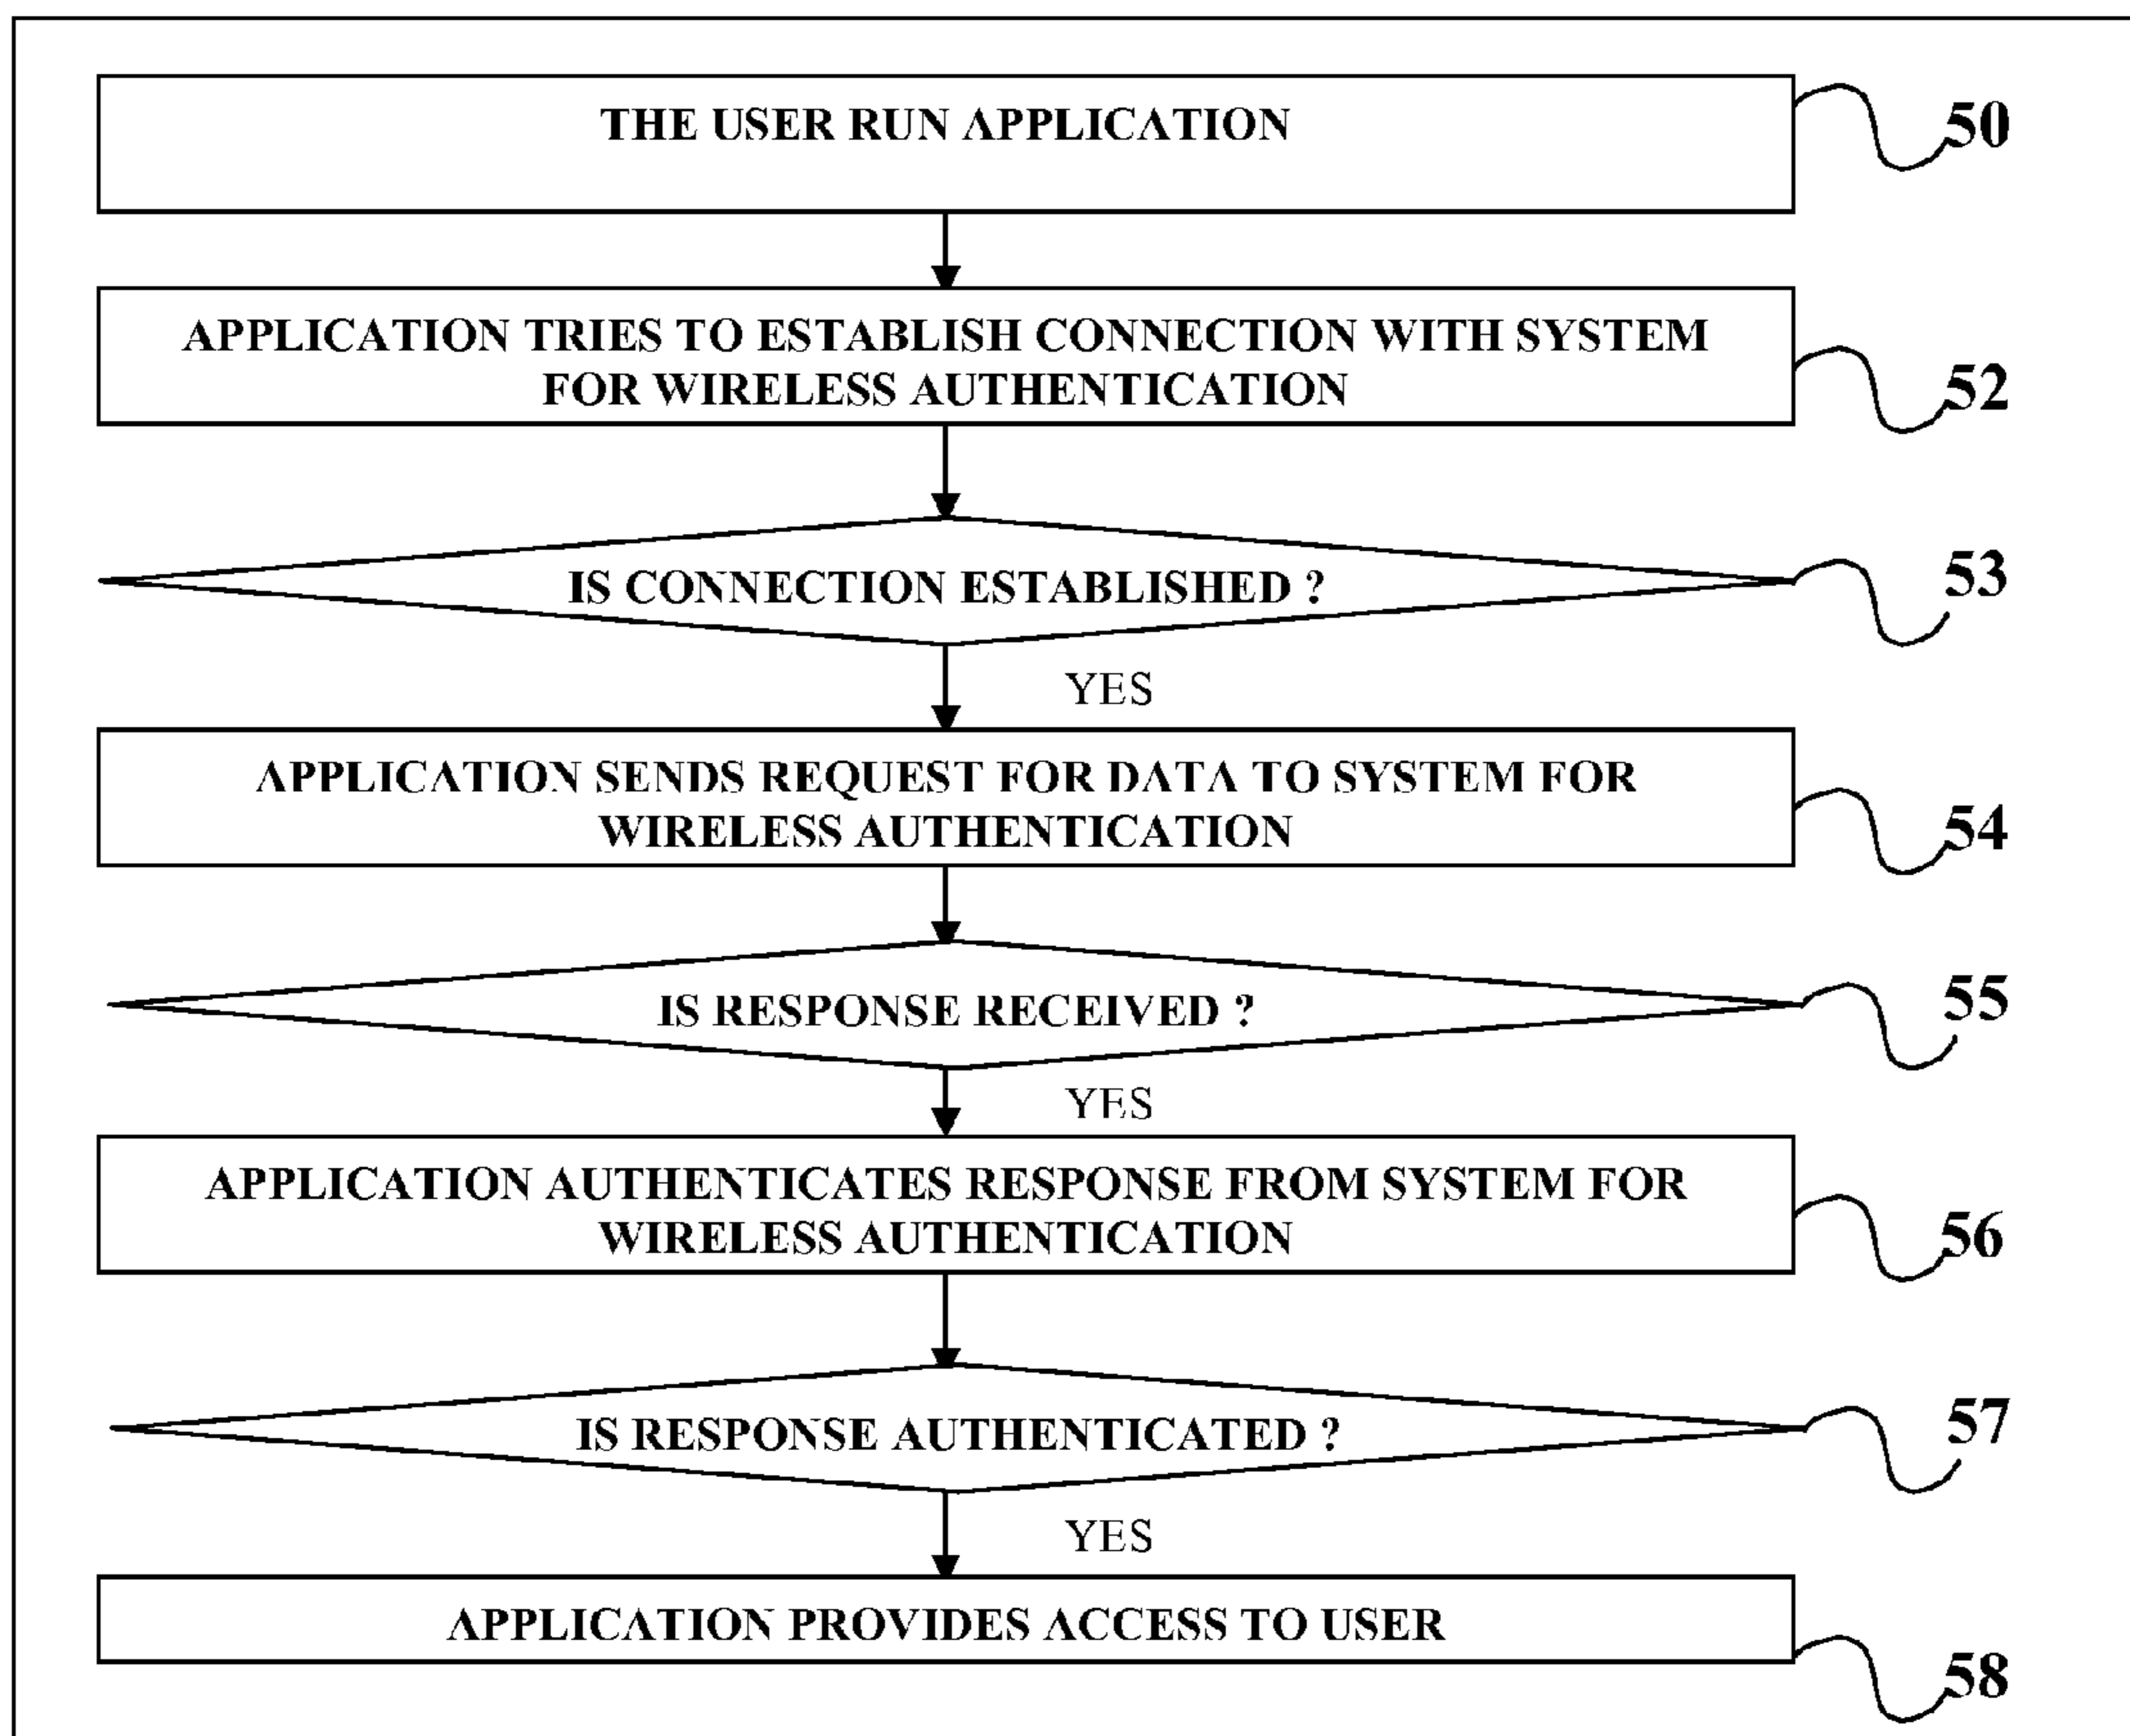 THE USER RUN APPLICATION
50
APPLICATION TRIES TO ESTABLISH CONNECTION WITH SYSTEM
FOR WIRELESS AUTHENTICATION
52
IS CONNECTION ESTABLISHED ?
53
YES
APPLICATION SENDS REQUEST FOR DATA TO SYSTEM FOR
WIRELESS AUTHENTICATION
54
IS RESPONSE RECEIVED ?
55
YES
APPLICATION AUTHENTICATES RESPONSE FROM SYSTEM FOR
WIRELESS AUTHENTICATION
56
IS RESPONSE AUTHENTICATED ?
57
YES
APPLICATION PROVIDES ACCESS TO USER
58